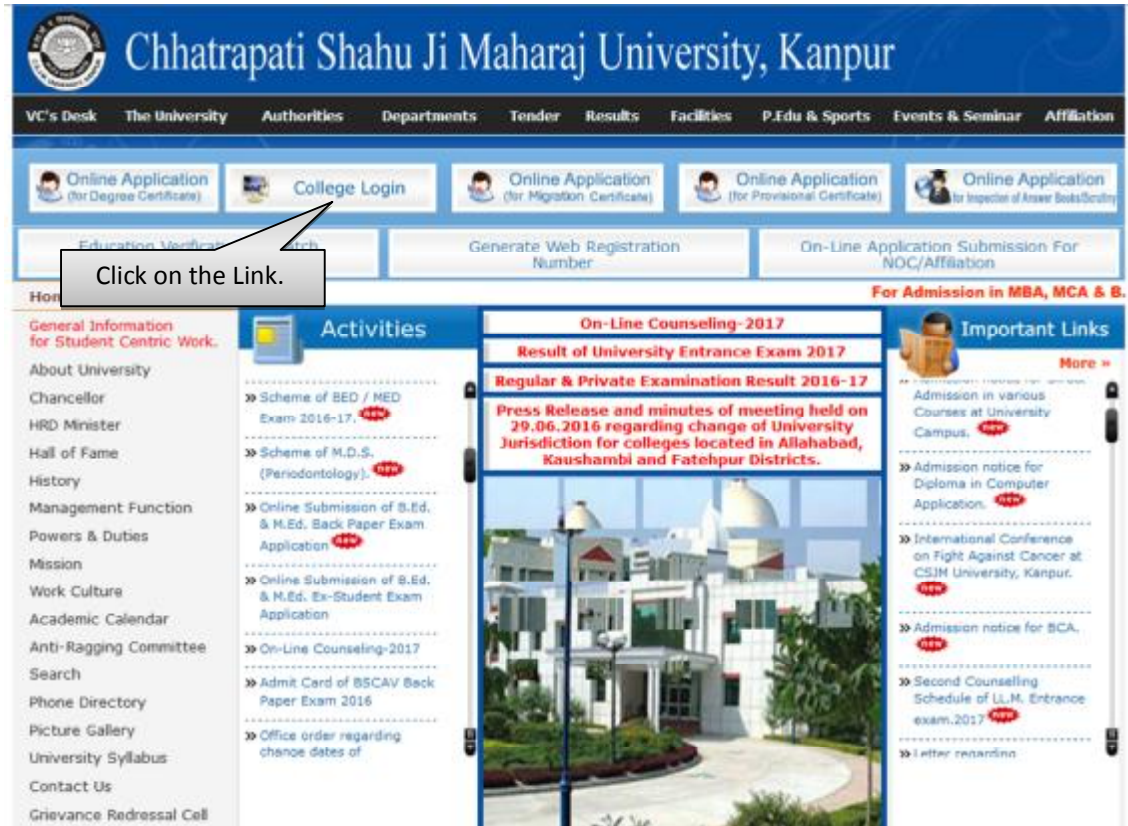 Chhatrapati Shahu Ji Maharaj University, Kanpur
VC's Desk The University Authorities Departments Tender Results Facilities P.Edu & Sports Events & Seminar Affiliation
Online Application
(for Degree Certificate)
College Login
Online Application
(for Migration Certificate)
Online Application
(for Provisional Certificate)
Online Application
for Inspection of Answer Books/Scrutiny
Education
Generate Web Registration
Number
On-Line Application Submission For
NOC/Affiliation
Click on the Link.
For Admission in MBA, MCA & B.
General Information
for Student Centric Work.
About University
Chancellor
HRD Minister
Hall of Fame
History
Management Function
Powers & Duties
Mission
Work Culture
Academic Calendar
Anti-Ragging Committee
Search
Phone Directory
Picture Gallery
University Syllabus
Contact Us
Grievance Redressal Cell
Activities
» Scheme of BED / MED
Exam 2016-17. new
» Scheme of M.D.S.
(Periodontology). new
» Online Submission of B.Ed.
& M.Ed. Back Paper Exam
Application new
» Online Submission of B.Ed.
& M.Ed. Ex-Student Exam
Application
» On-Line Counseling-2017
» Admit Card of BSCAV Back
Paper Exam 2016
» Office order regarding
change dates of
On-Line Counseling-2017
Result of University Entrance Exam 2017
Regular & Private Examination Result 2016-17
Press Release and minutes of meeting held on
29.06.2016 regarding change of University
Jurisdiction for colleges located in Allahabad,
Kaushambi and Fatehpur Districts.
Important Links
More »
Admission in various
Courses at University
Campus. new
» Admission notice for
Diploma in Computer
Application. new
» International Conference
on Fight Against Cancer at
CSJM University, Kanpur.
new
» Admission notice for BCA.
new
» Second Counselling
Schedule of LL.M. Entrance
exam.2017 new
» Letter regarding